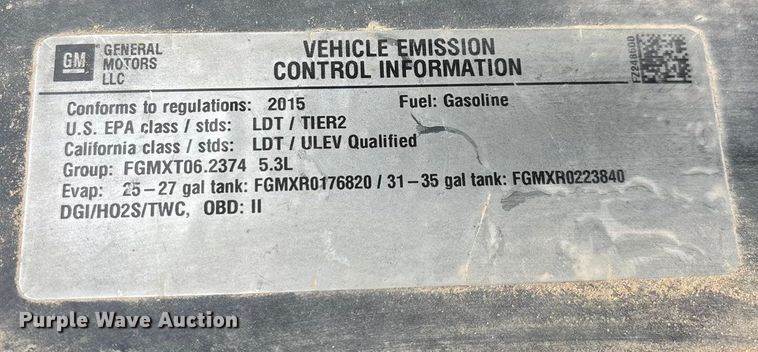 GM
GENERAL
MOTORS
LLC
VEHICLE EMISSION
CONTROL INFORMATION
Conforms to regulations: 2015 Fuel: Gasoline
U.S. EPA class / stds: LDT / TIER2
California class / stds: LDT / ULEV Qualified
Group: FGMXT06.2374 5.3L
Evap: 25-27 gal tank: FGMXR0176820 / 31-35 gal tank: FGMXR0223840
DGI/HO2S/TWC, OBD: II
Purple Wave Auction